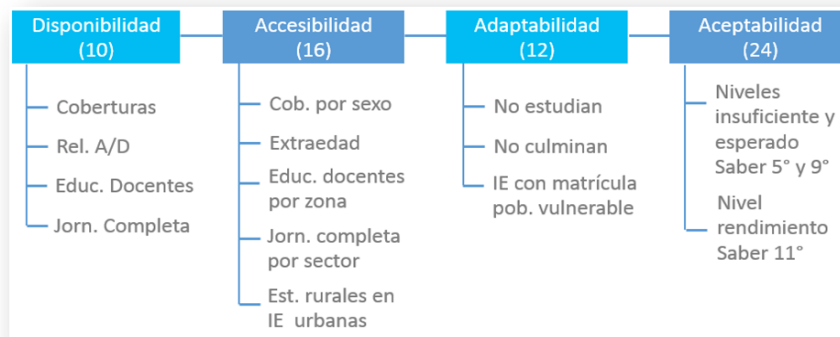 Disponibilidad
(10)
Coberturas
Rel. A/D
Educ. Docentes
Jorn. Completa
Accesibilidad
(16)
Cob. por sexo
Extraedad
Educ. docentes
por zona
Jorn. completa
por sector
Est. rurales en
IE urbanas
Adaptabilidad
(12)
No estudian
No culminan
IE con matrícula
pob. vulnerable
Aceptabilidad
(24)
Niveles
insuficiente y
esperado
Saber 5° y 9°
Nivel
rendimiento
Saber 11°